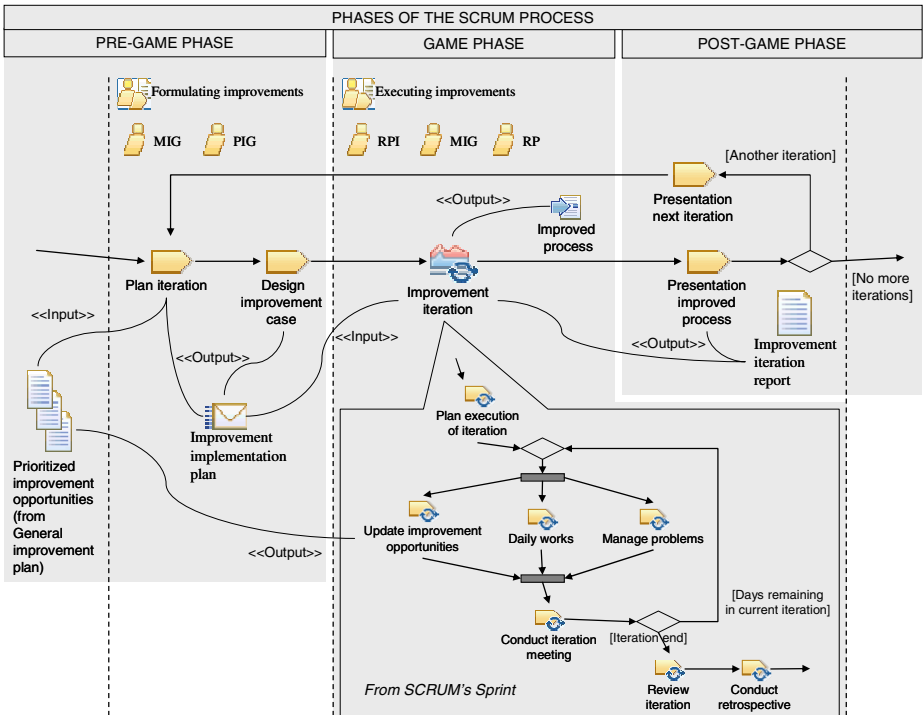 PHASES OF THE SCRUM PROCESS
PRE-GAME PHASE
GAME PHASE
POST-GAME PHASE
Formulating improvements
MIG
PIG
Executing improvements
RPI
MIG
RP
[Another iteration]
Presentation
next iteration
<<Output>>
Improved
process
Plan iteration
Design
improvement
case
Improvement
iteration
Presentation
improved
process
[No more
iterations]
<<Input>>
<<Output>>
<<Input>>
<<Output>>
Improvement
iteration
report
Improvement
implementation
plan
Prioritized
improvement
opportunities
(from
General
improvement
plan)
<<Output>>
Plan execution
of iteration
Update improvement
opportunities
Daily works
Manage problems
[Days remaining
in current iteration]
Conduct iteration
meeting
[Iteration end]
Review
iteration
Conduct
retrospective
From SCRUM's Sprint